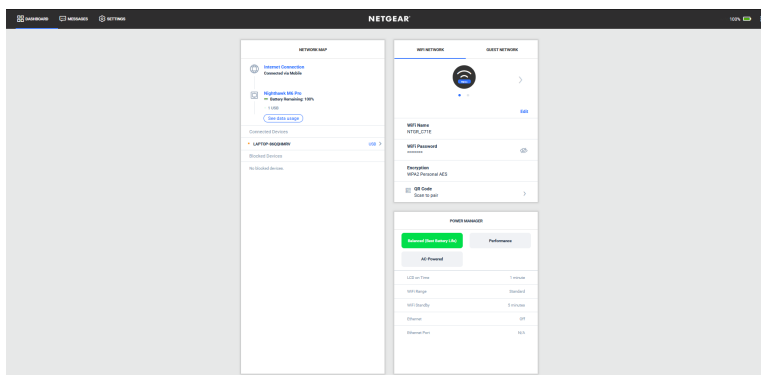 DASHBOARD MESSAGES SETTINGS
NETGEAR
100%
NETWORK MAP
Internet Connection
Connected via Mobile
Nighthawk M6 Pro
Battery Remaining: 100%
1 USB
See data usage
Connected Devices
USB >
Blocked Devices
No blocked devices
WIFI NETWORK GUEST NETWORK
Edit
WiFi Name
NTGR_C71E
WiFi Password
Encryption
WPA2 Personal AES
QR Code
Scan to pair
POWER MANAGER
Balanced (Best Battery Life) Performance
AC Powered
LCD on Time 1 minute
WiFi Range Standard
WiFi Standby
Ethernet Off
Ethernet Port N/A